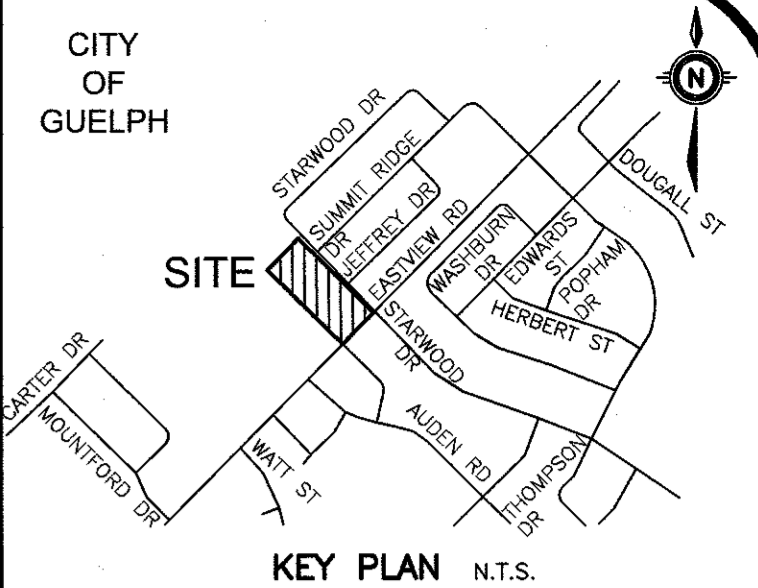 CITY
OF
GUELPH
N
STARWOOD DR
SUMMIT RIDGE
DR
JEFFREY DR
EASTVIEW RD
WASHBURN
DR
EDWARDS
ST
POPHAM
DR
DOUGALL ST
HERBERT ST
SITE
STARWOOD
DR
CARTER DR
MOUNTFORD DR
WATT ST
AUDEN RD
THOMPSON
DR
KEY PLAN N.T.S.